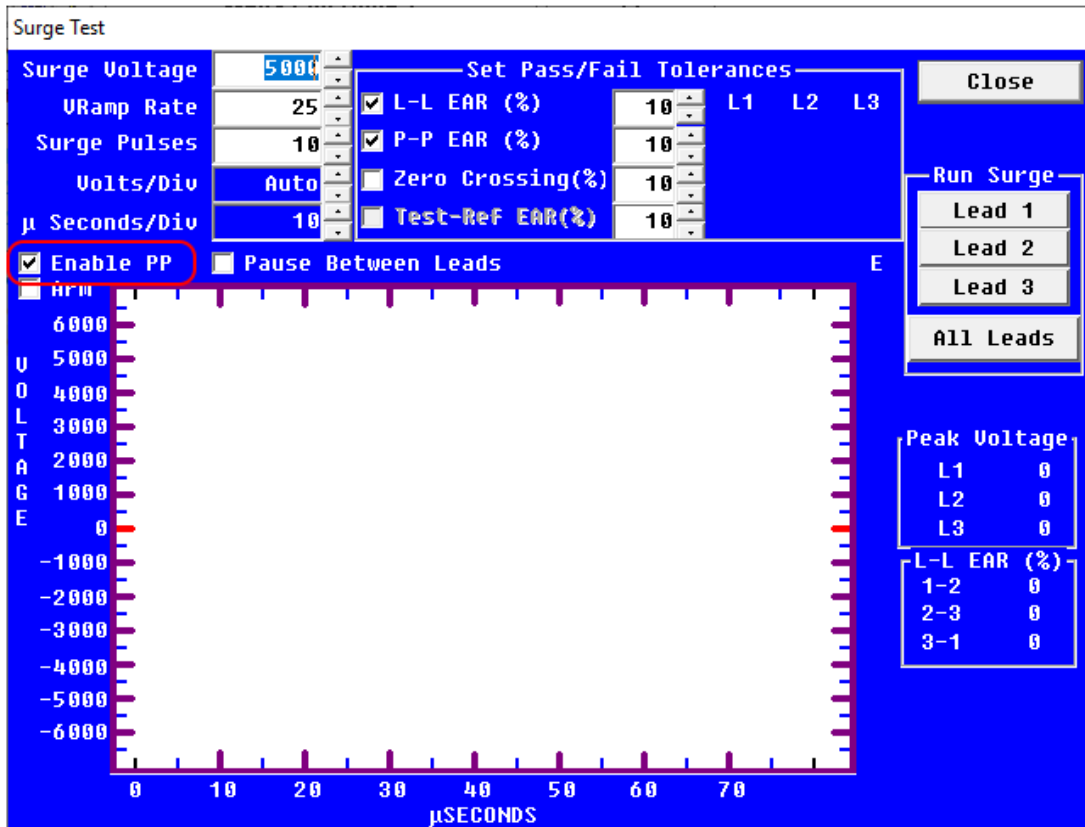 Surge Test
Surge Voltage 5000
VRamp Rate 25
Surge Pulses 10
Volts/Div Auto
µ Seconds/Div 10
Set Pass/Fail Tolerances
L-L EAR (%) 10 L1 L2 L3
P-P EAR (%) 10
Zero Crossing(%) 10
Test-Ref EAR(%) 10
Close
Enable PP
Pause Between Leads
E
Arm
Run Surge
Lead 1
Lead 2
Lead 3
All Leads
VOLTAGE
6000
5000
4000
3000
2000
1000
0
-1000
-2000
-3000
-4000
-5000
-6000
0 10 20 30 40 50 60 70
µSECONDS
Peak Voltage
L1 0
L2 0
L3 0
L-L EAR (%)
1-2 0
2-3 0
3-1 0